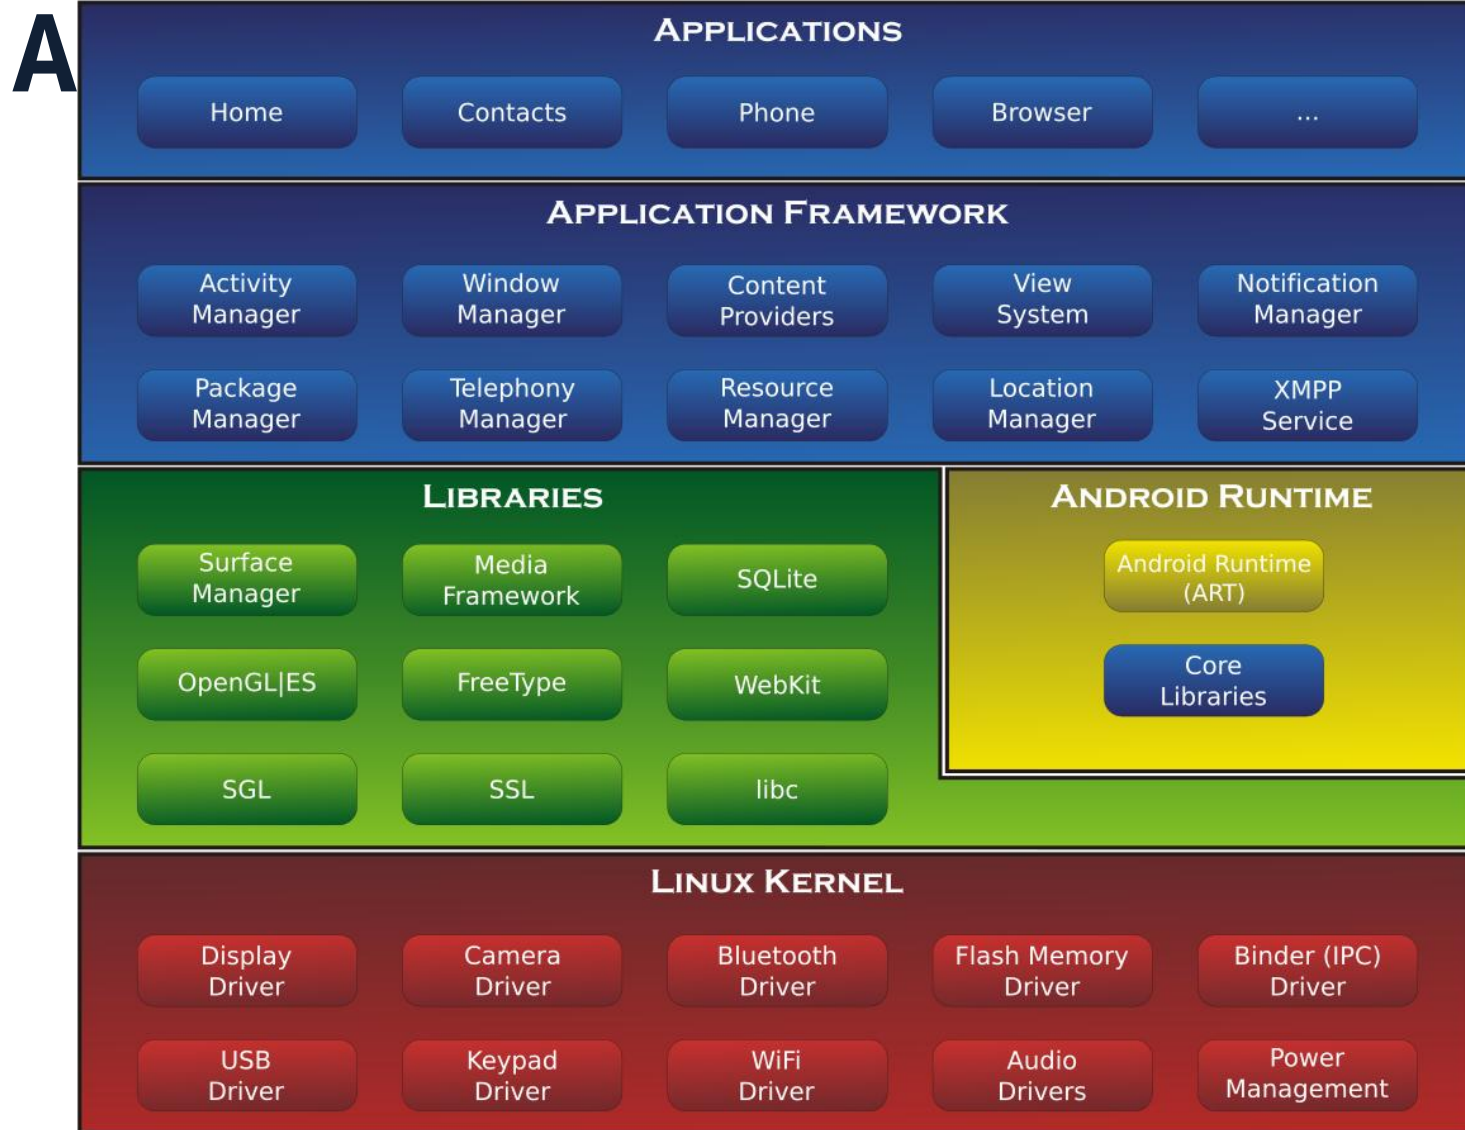 A
APPLICATIONS
Home
Contacts
Phone
Browser
...
APPLICATION FRAMEWORK
Activity
Manager
Window
Manager
Content
Providers
View
System
Notification
Manager
Package
Manager
Telephony
Manager
Resource
Manager
Location
Manager
XMPP
Service
LIBRARIES
Surface
Manager
Media
Framework
SQLite
OpenGL|ES
FreeType
WebKit
SGL
SSL
libc
ANDROID RUNTIME
Android Runtime
(ART)
Core
Libraries
LINUX KERNEL
Display
Driver
Camera
Driver
Bluetooth
Driver
Flash Memory
Driver
Binder (IPC)
Driver
USB
Driver
Keypad
Driver
WiFi
Driver
Audio
Drivers
Power
Management